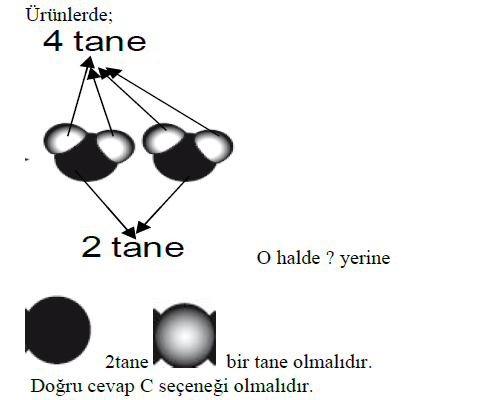 Ürünlerde;
4 tane
2 tane
O halde ? yerine
2tane bir tane olmalıdır.
Doğru cevap C seçeneği olmalıdır.